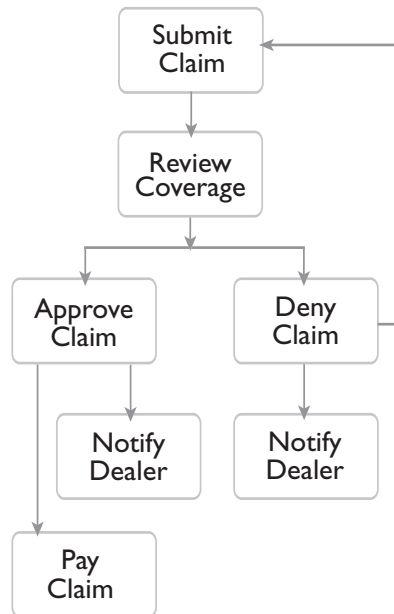 Submit
Claim
Review
Coverage
Approve
Claim
Deny
Claim
Notify
Dealer
Notify
Dealer
Pay
Claim